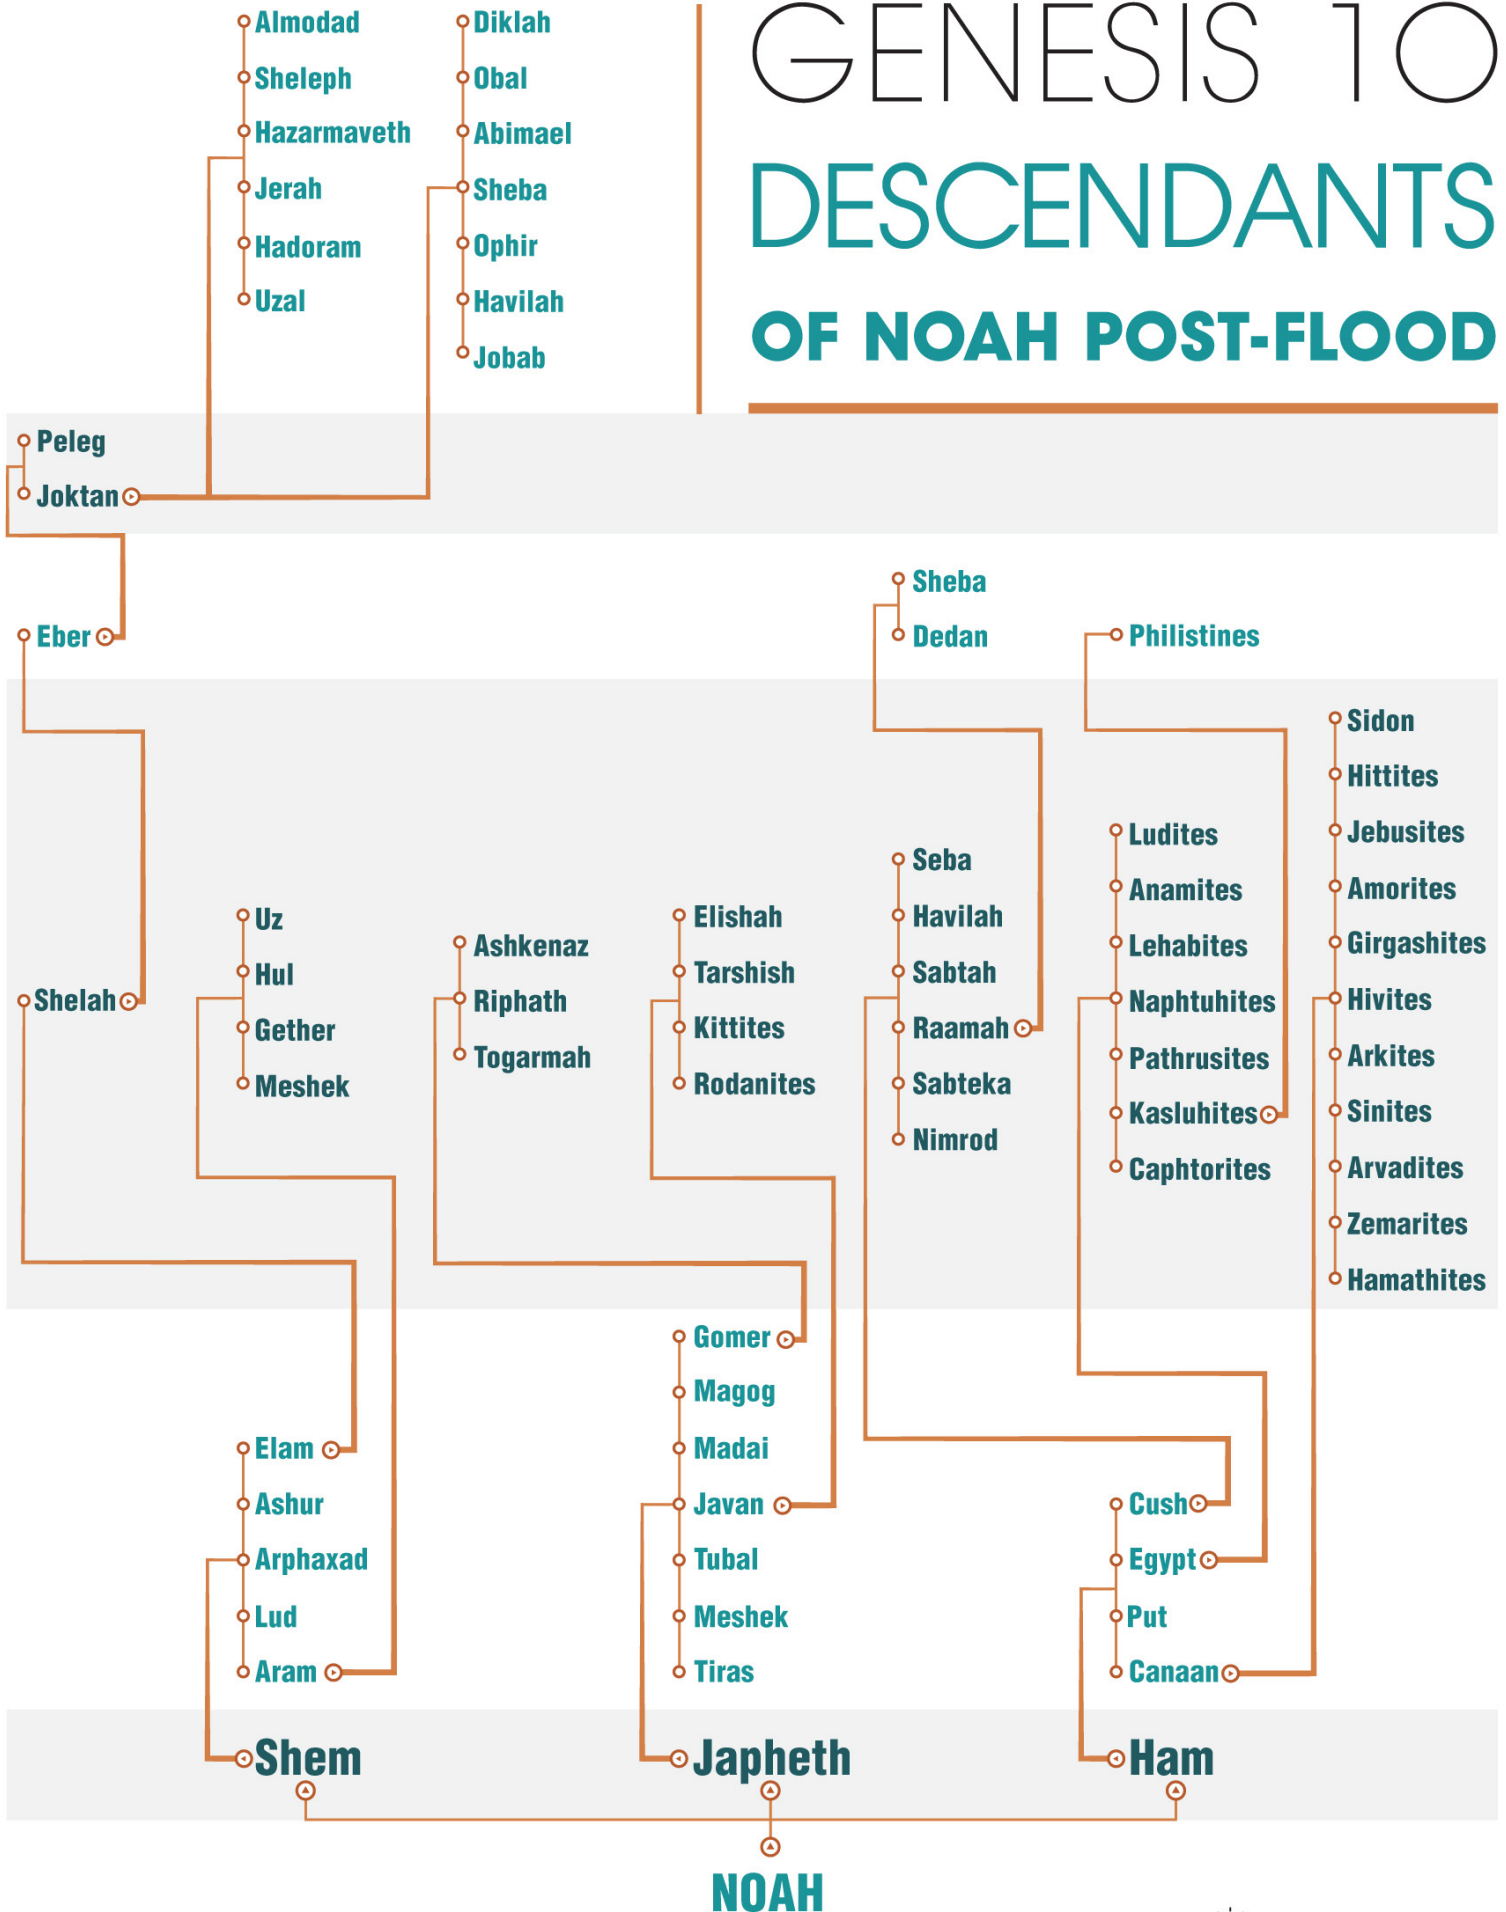 GENESIS 10
DESCENDANTS
OF NOAH POST-FLOOD
Almodad
Sheleph
Hazarmaveth
Jerah
Hadoram
Uzal
Diklah
Obal
Abimael
Sheba
Ophir
Havilah
Jobab
Peleg
Joktan
Eber
Sheba
Dedan
Philistines
Shelah
Uz
Hul
Gether
Meshek
Ashkenaz
Riphath
Togarmah
Elishah
Tarshish
Kittites
Rodanites
Seba
Havilah
Sabtah
Raamah
Sabteka
Nimrod
Ludites
Anamites
Lehabites
Naphtuhites
Pathrusites
Kasluhites
Caphtorites
Sidon
Hittites
Jebusites
Amorites
Girgashites
Hivites
Arkites
Sinites
Arvadites
Zemarites
Hamathites
Elam
Ashur
Arphaxad
Lud
Aram
Gomer
Magog
Madai
Javan
Tubal
Meshek
Tiras
Cush
Egypt
Put
Canaan
Shem
Japheth
Ham
NOAH